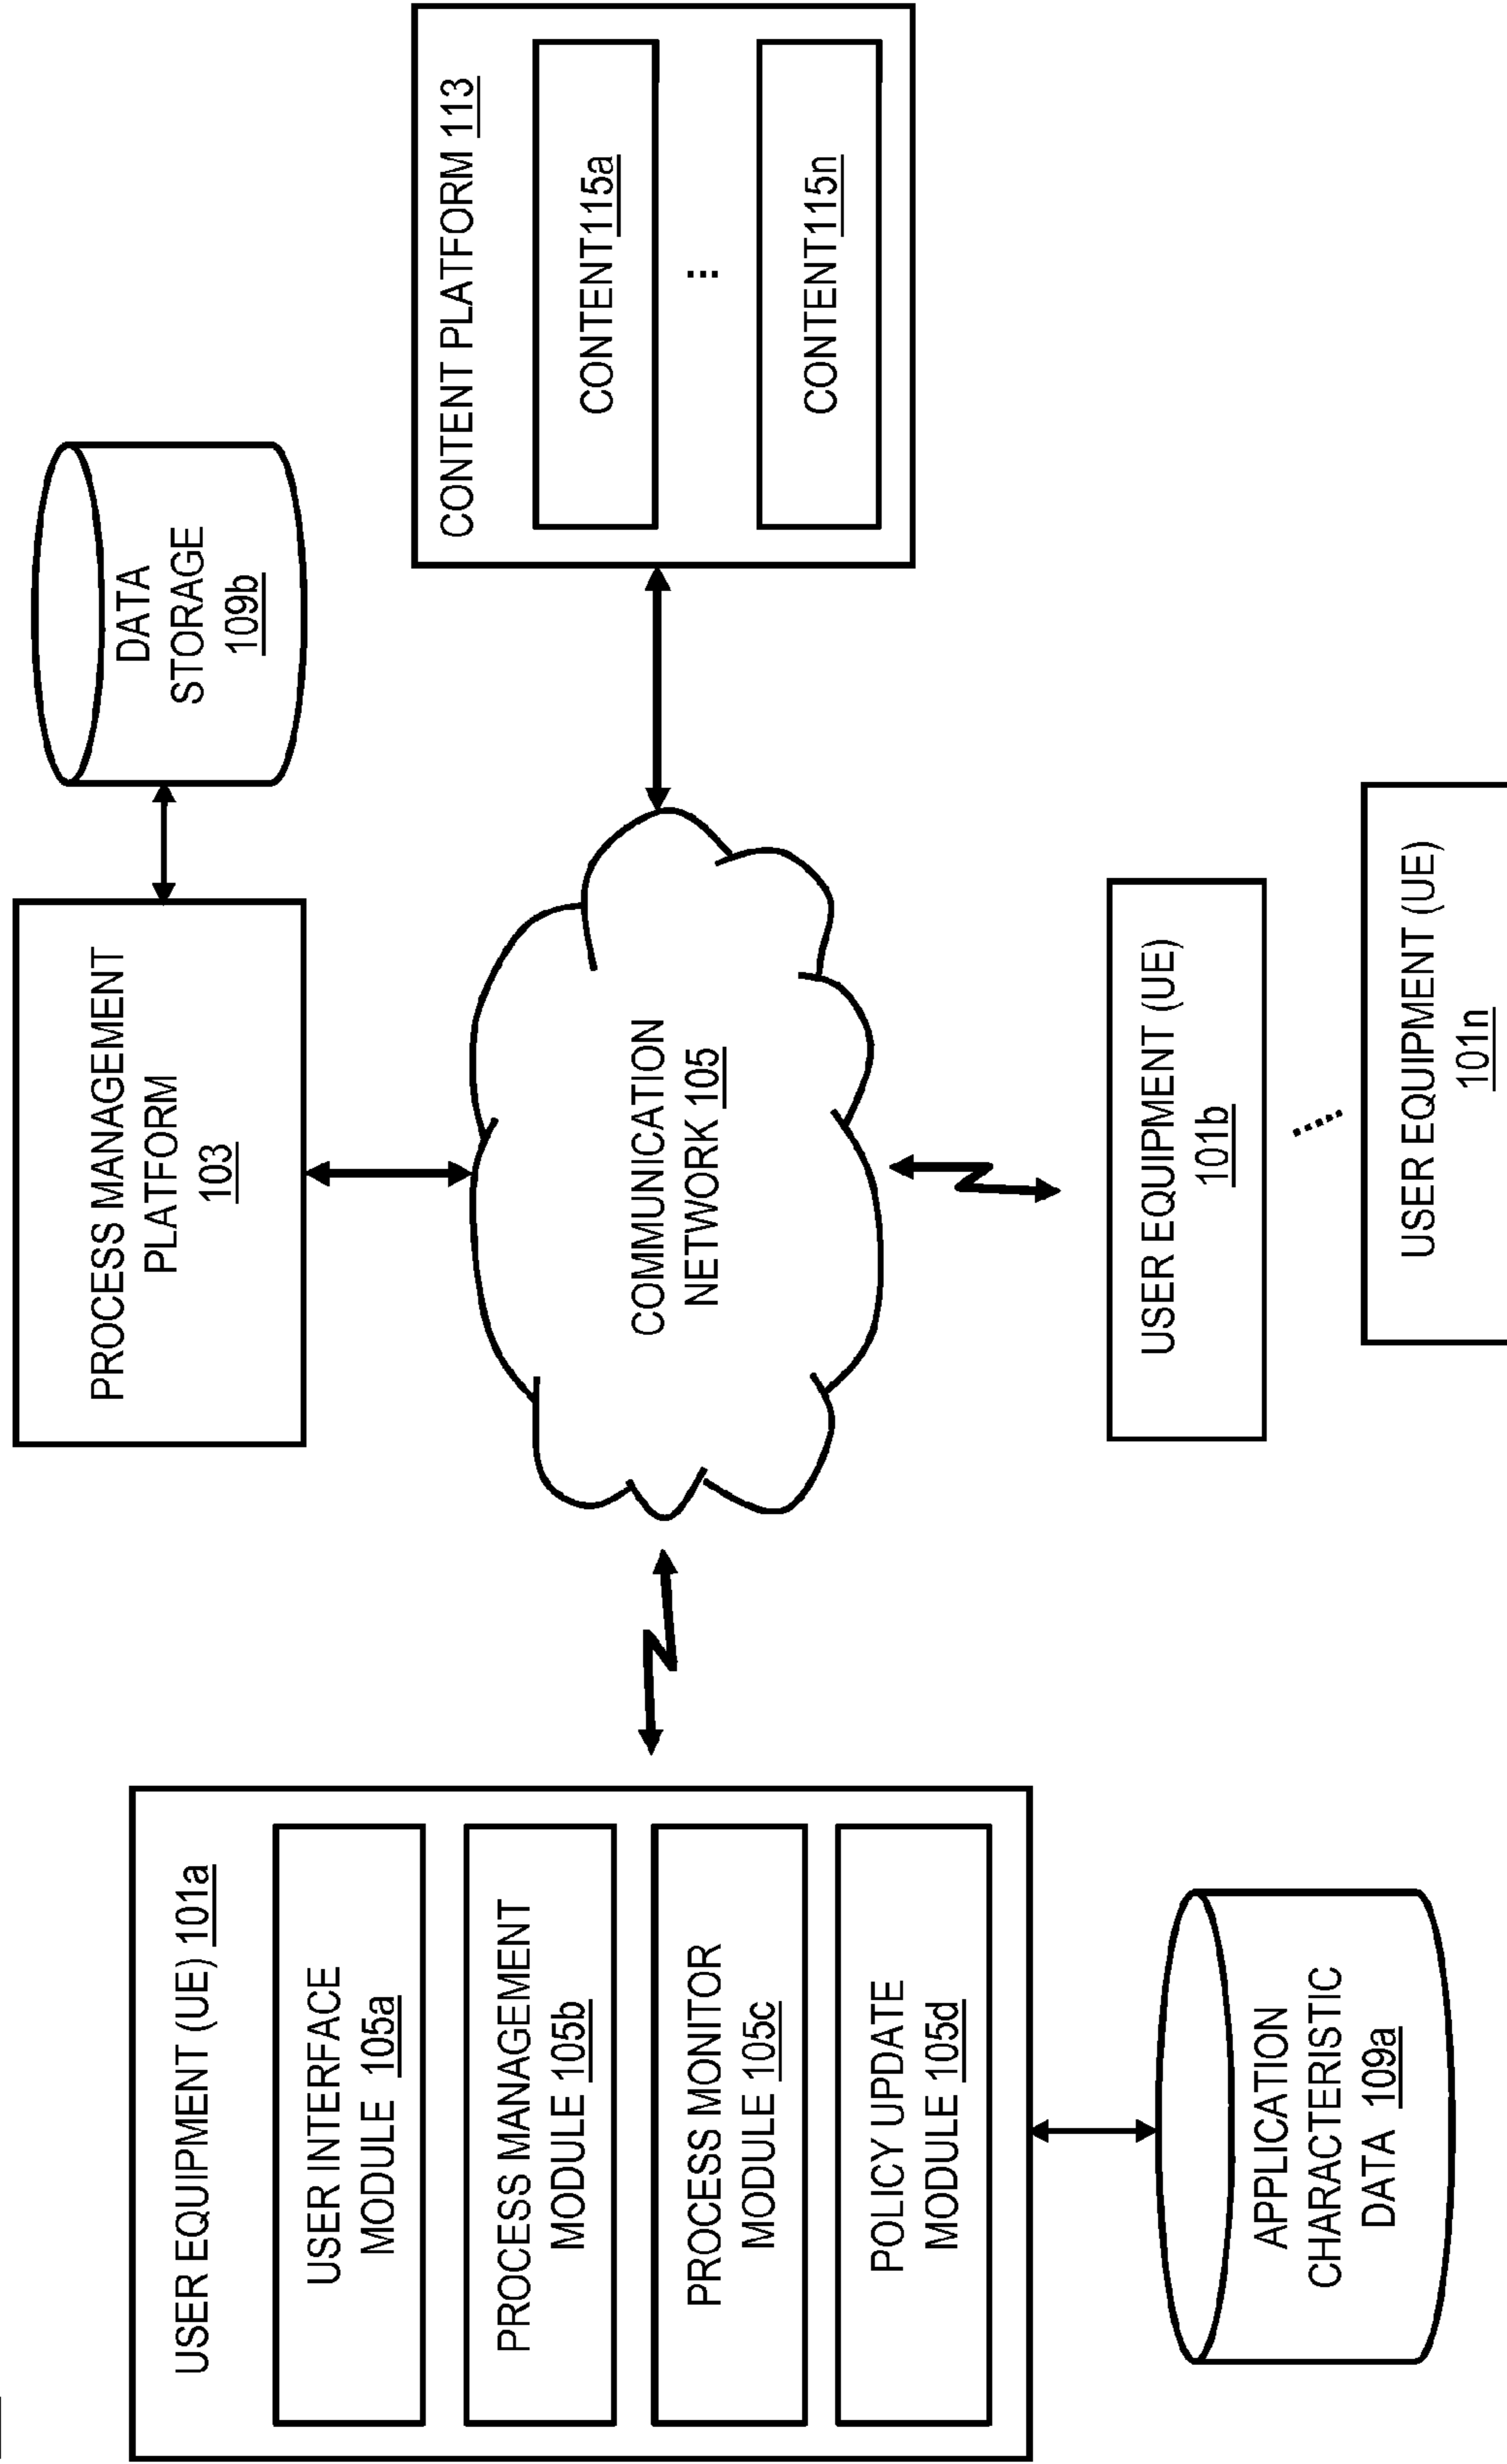 USER EQUIPMENT (UE) 101a
USER INTERFACE
MODULE 105a
PROCESS MANAGEMENT
MODULE 105b
PROCESS MONITOR
MODULE 105c
POLICY UPDATE
MODULE 105d
APPLICATION
CHARACTERISTIC
DATA 109a
PROCESS MANAGEMENT
PLATFORM
103
DATA
STORAGE
109b
COMMUNICATION
NETWORK 105
CONTENT PLATFORM 113
CONTENT115a
...
CONTENT115n
USER EQUIPMENT (UE)
101b
......
USER EQUIPMENT (UE)
101n